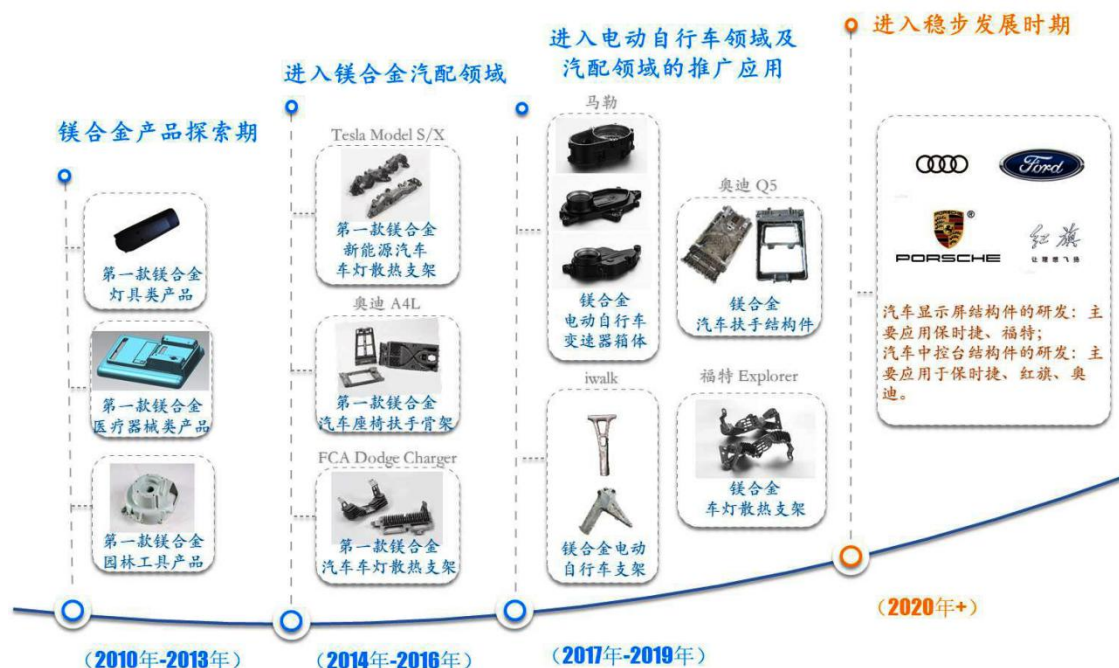 镁合金产品探索期
第一款镁合金
灯具类产品
第一款镁合金
医疗器械类产品
第一款镁合金
园林工具产品
（2010年-2013年）
进入镁合金汽配领域
Tesla Model S/X
第一款镁合金
新能源汽车
车灯散热支架
奥迪 A4L
第一款镁合金
汽车座椅扶手骨架
FCA Dodge Charger
第一款镁合金
汽车车灯散热支架
（2014年-2016年）
进入电动自行车领域及
汽配领域的推广应用
马勒
镁合金
电动自行车
变速器箱体
iwalk
镁合金电动
自行车支架
奥迪 Q5
镁合金
汽车扶手结构件
福特 Explorer
镁合金
车灯散热支架
（2017年-2019年）
进入稳步发展时期
Ford
PORSCHE
®
PORSCHE
红旗
让理想飞扬
汽车显示屏结构件的研发：主
要应用保时捷、福特；
汽车中控台结构件的研发：主
要应用于保时捷、红旗、奥
迪。
（2020年+）